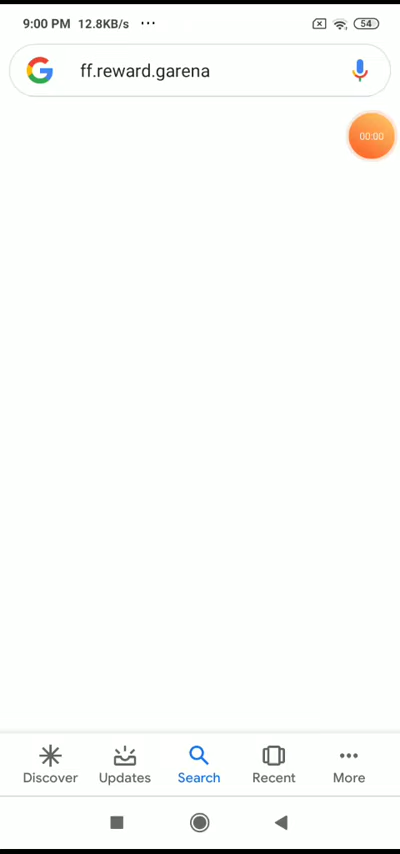 9:00 PM 12.8KB/s ··· 54
ff.reward.garena
00:00
Discover Updates Search Recent More